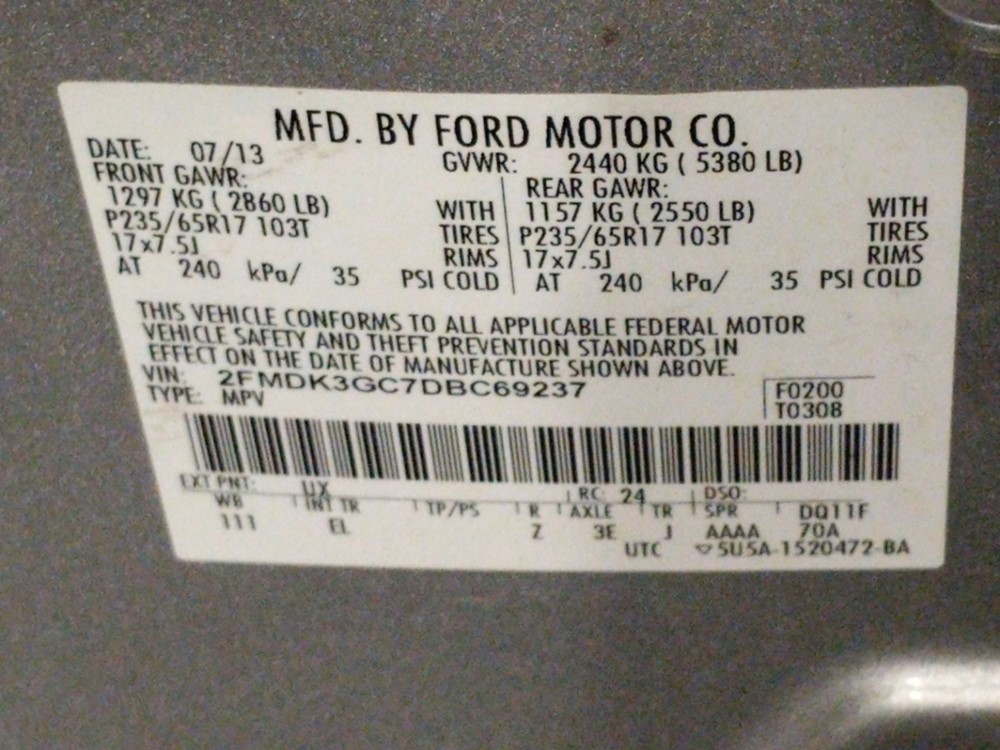 MFD. BY FORD MOTOR CO.
DATE: 07/13 GVWR: 2440 KG ( 5380 LB)
FRONT GAWR: REAR GAWR:
1297 KG ( 2860 LB) WITH 1157 KG ( 2550 LB) WITH
P235/65R17 103T TIRES P235/65R17 103T TIRES
17x7.5J RIMS 17x7.5J RIMS
AT 240 kPa/ 35 PSI COLD AT 240 kPa/ 35 PSI COLD
THIS VEHICLE CONFORMS TO ALL APPLICABLE FEDERAL MOTOR
VEHICLE SAFETY AND THEFT PREVENTION STANDARDS IN
EFFECT ON THE DATE OF MANUFACTURE SHOWN ABOVE.
VIN: 2FMDK3GC7DBC69237 F0200
TYPE: MPV T0308
EXT PNT: UX RC: 24 DSO:
WB INT TR TP/PS R AXLE TR SPR DQ11F
111 EL Z 3E J AAAA 70A
UTC ▽5U5A-1520472-BA